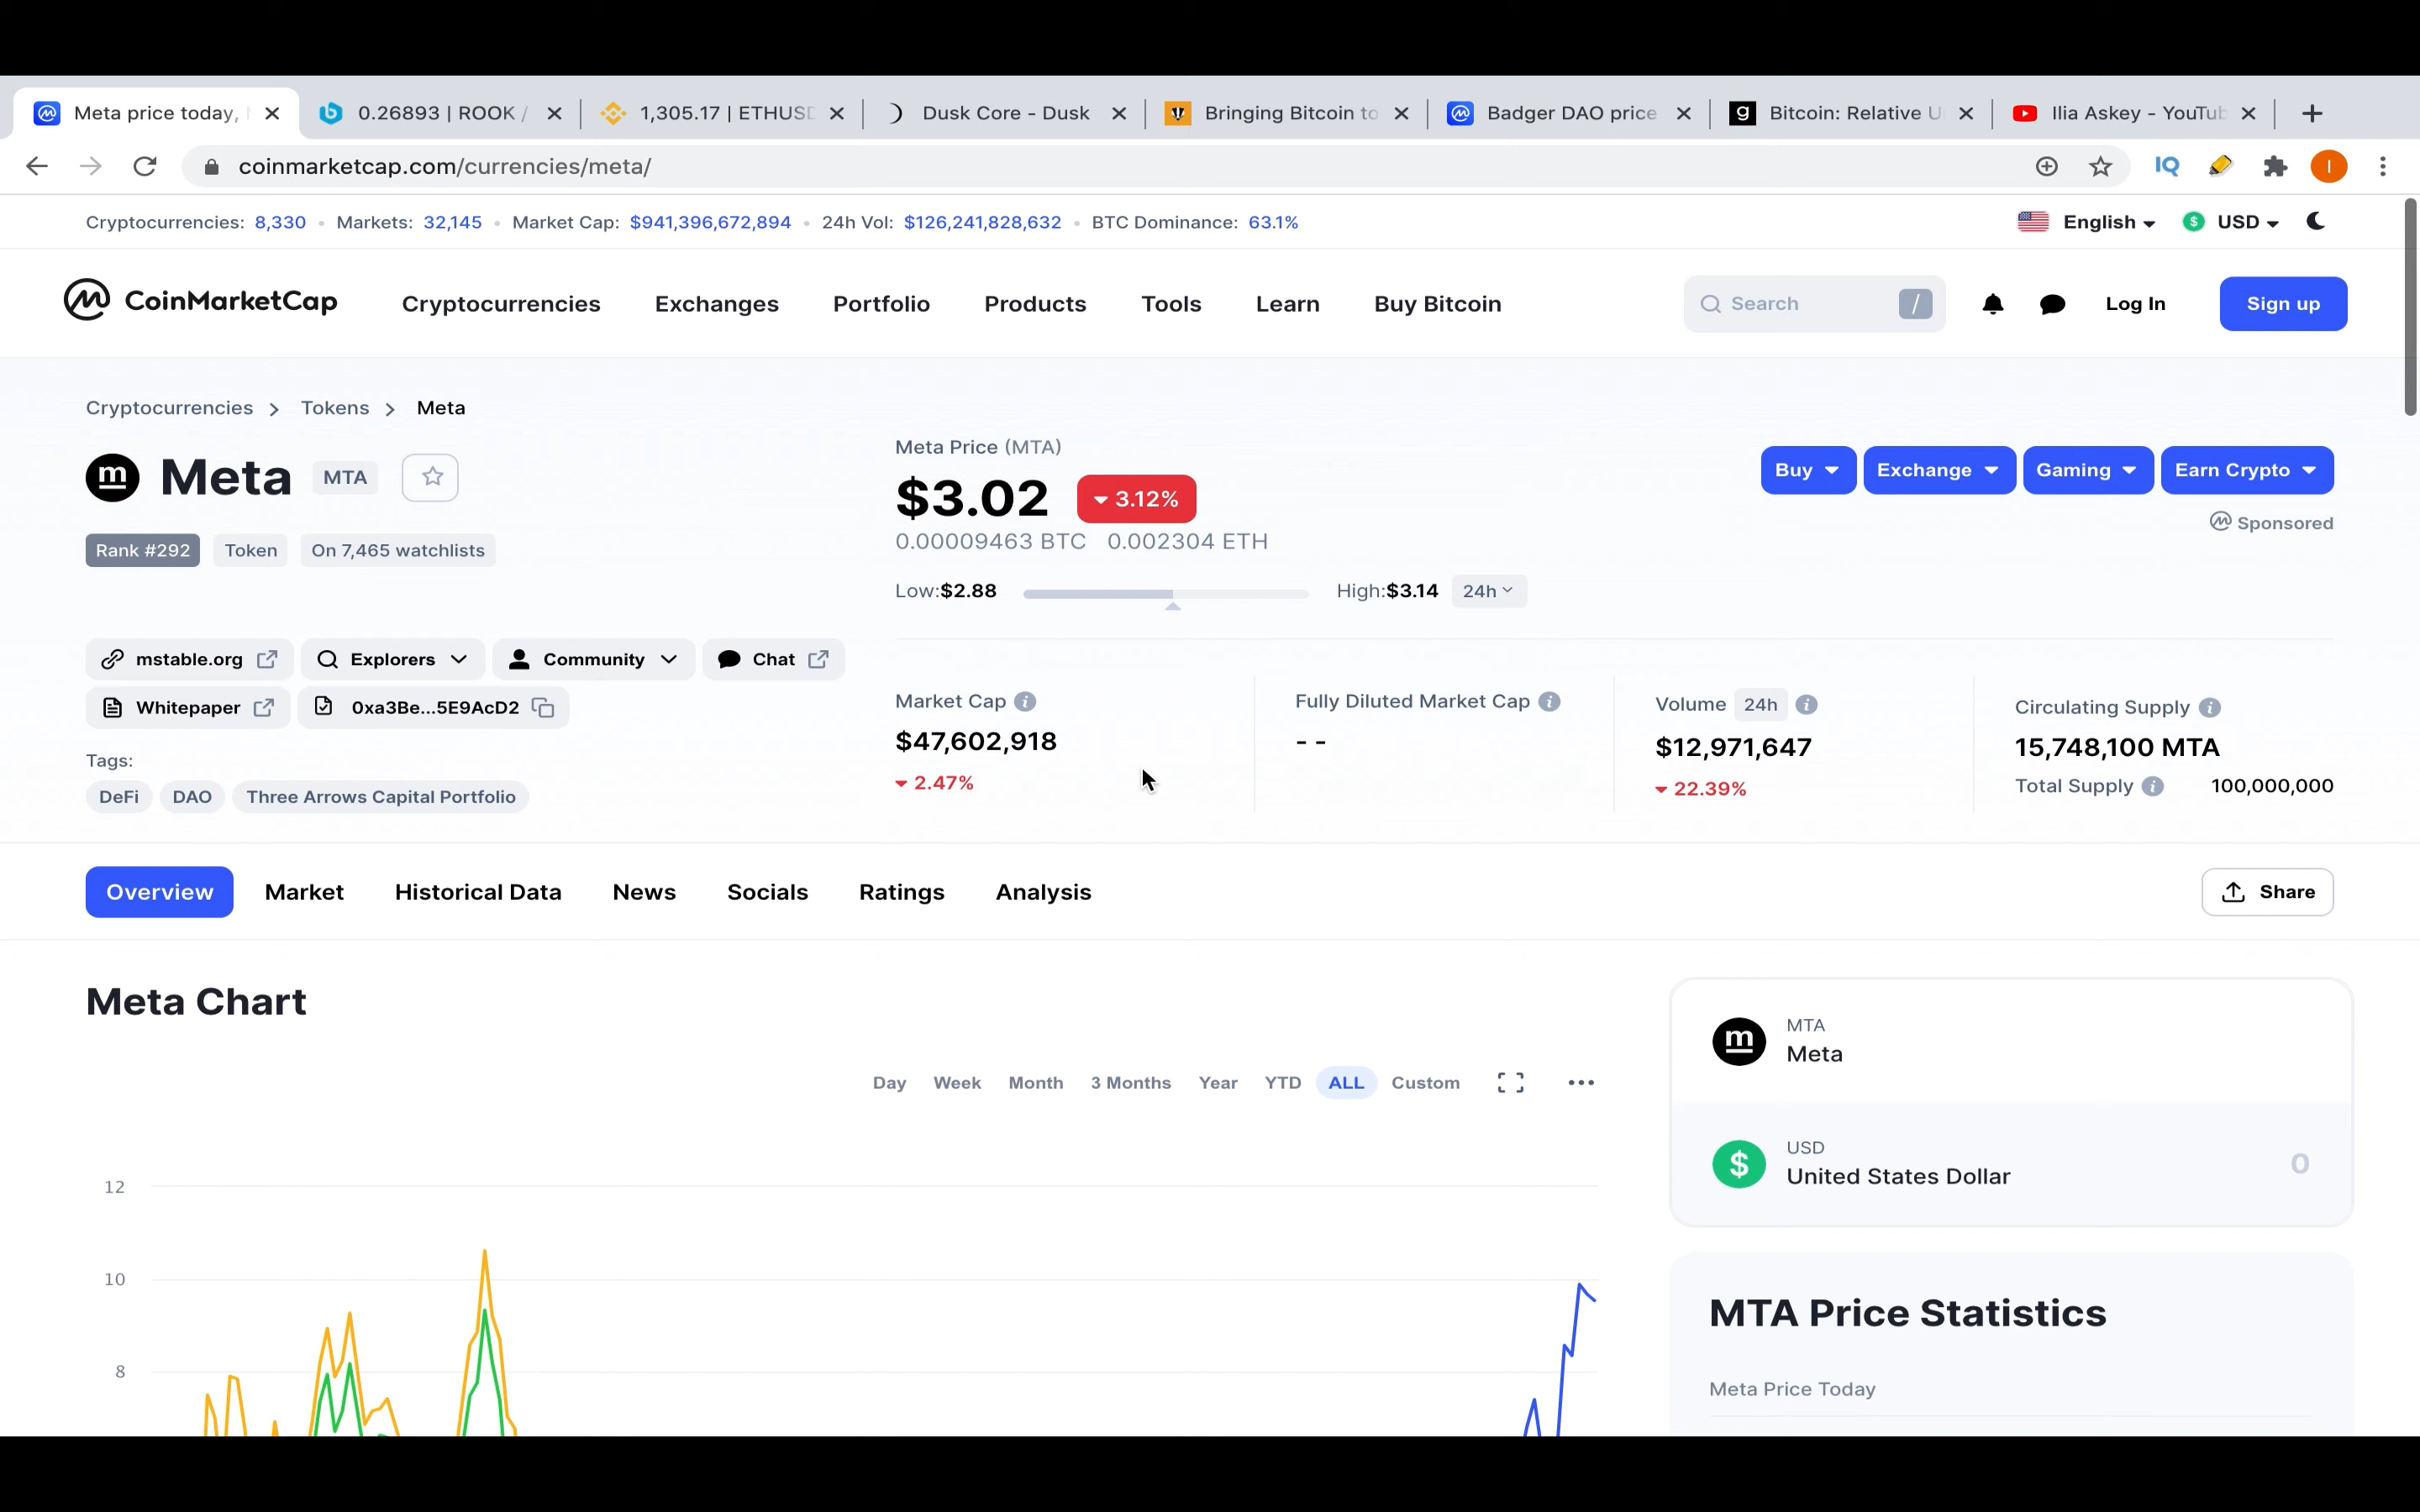 Meta price today,
0.26893 | ROOK /
1,305.17 | ETHUSD
Dusk Core - Dusk
Bringing Bitcoin to
Badger DAO price
Bitcoin: Relative U
Ilia Askey - YouTub
coinmarketcap.com/currencies/meta/
IQ
I
Cryptocurrencies: 8,330 • Markets: 32,145 • Market Cap: $941,396,672,894 • 24h Vol: $126,241,828,632 • BTC Dominance: 63.1%
English
USD
CoinMarketCap
Cryptocurrencies
Exchanges
Portfolio
Products
Tools
Learn
Buy Bitcoin
Search
/
Log In
Sign up
Cryptocurrencies > Tokens > Meta
Meta
MTA
Rank #292
Token
On 7,465 watchlists
Meta Price (MTA)
$3.02
3.12%
0.00009463 BTC 0.002304 ETH
Low:$2.88
High:$3.14
24h
Buy
Exchange
Gaming
Earn Crypto
Sponsored
mstable.org
Explorers
Community
Chat
Whitepaper
0xa3Be...5E9AcD2
Tags:
DeFi
DAO
Three Arrows Capital Portfolio
Market Cap
$47,602,918
2.47%
Fully Diluted Market Cap
- -
Volume 24h
$12,971,647
22.39%
Circulating Supply
15,748,100 MTA
Total Supply 100,000,000
Overview
Market
Historical Data
News
Socials
Ratings
Analysis
Share
Meta Chart
Day
Week
Month
3 Months
Year
YTD
ALL
Custom
12
10
8
MTA
Meta
USD
United States Dollar
0
MTA Price Statistics
Meta Price Today